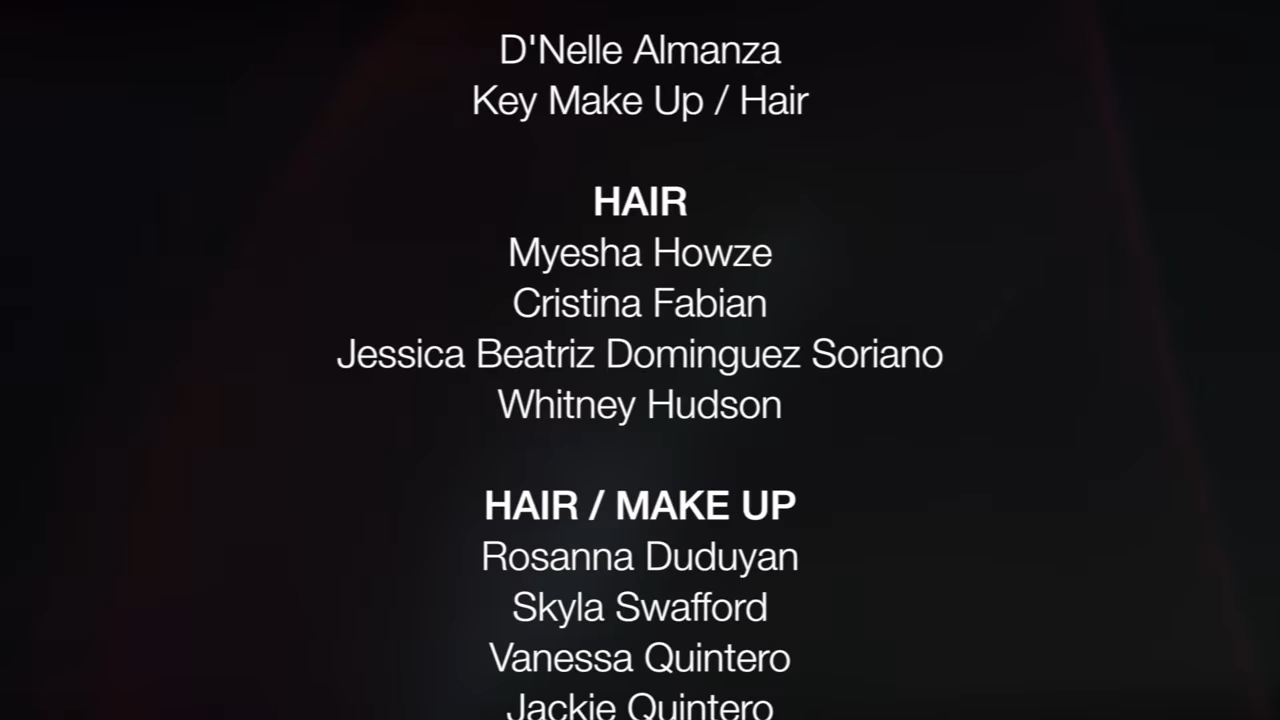 D'Nelle Almanza
Key Make Up / Hair
HAIR
Myesha Howze
Cristina Fabian
Jessica Beatriz Dominguez Soriano
Whitney Hudson
HAIR / MAKE UP
Rosanna Duduyan
Skyla Swafford
Vanessa Quintero
Jackie Quintero